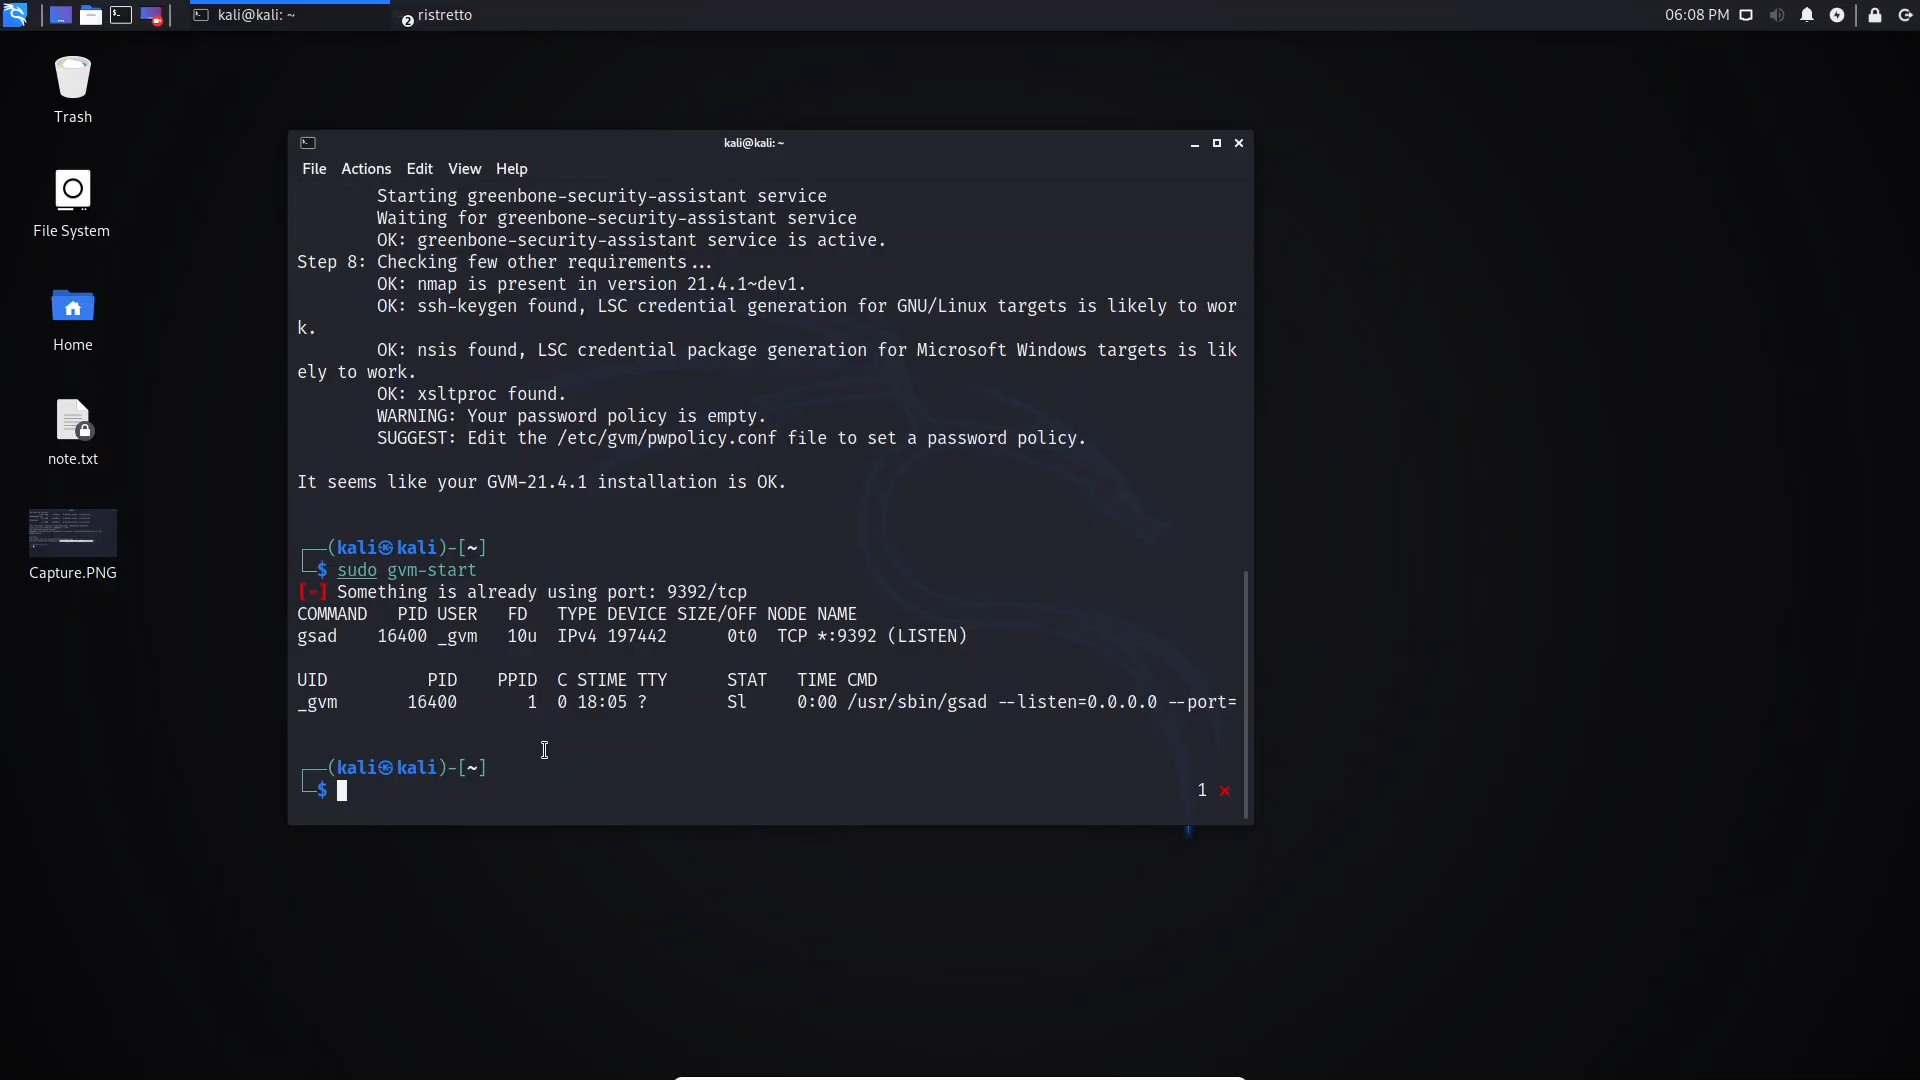 kali@kali: ~
2 ristretto
06:08 PM
Trash
File System
Home
note.txt
Capture.PNG
kali@kali: ~
File Actions Edit View Help
Starting greenbone-security-assistant service
Waiting for greenbone-security-assistant service
OK: greenbone-security-assistant service is active.
Step 8: Checking few other requirements...
OK: nmap is present in version 21.4.1~dev1.
OK: ssh-keygen found, LSC credential generation for GNU/Linux targets is likely to wor
k.
OK: nsis found, LSC credential package generation for Microsoft Windows targets is lik
ely to work.
OK: xsltproc found.
WARNING: Your password policy is empty.
SUGGEST: Edit the /etc/gvm/pwpolicy.conf file to set a password policy.
It seems like your GVM-21.4.1 installation is OK.
┌──(kali㉿kali)-[~]
└─$ sudo gvm-start
[-] Something is already using port: 9392/tcp
COMMAND PID USER FD TYPE DEVICE SIZE/OFF NODE NAME
gsad 16400 _gvm 10u IPv4 197442 0t0 TCP *:9392 (LISTEN)
UID PID PPID C STIME TTY STAT TIME CMD
_gvm 16400 1 0 18:05 ? Sl 0:00 /usr/sbin/gsad --listen=0.0.0.0 --port=
┌──(kali㉿kali)-[~]
└─$ 1 ⨯